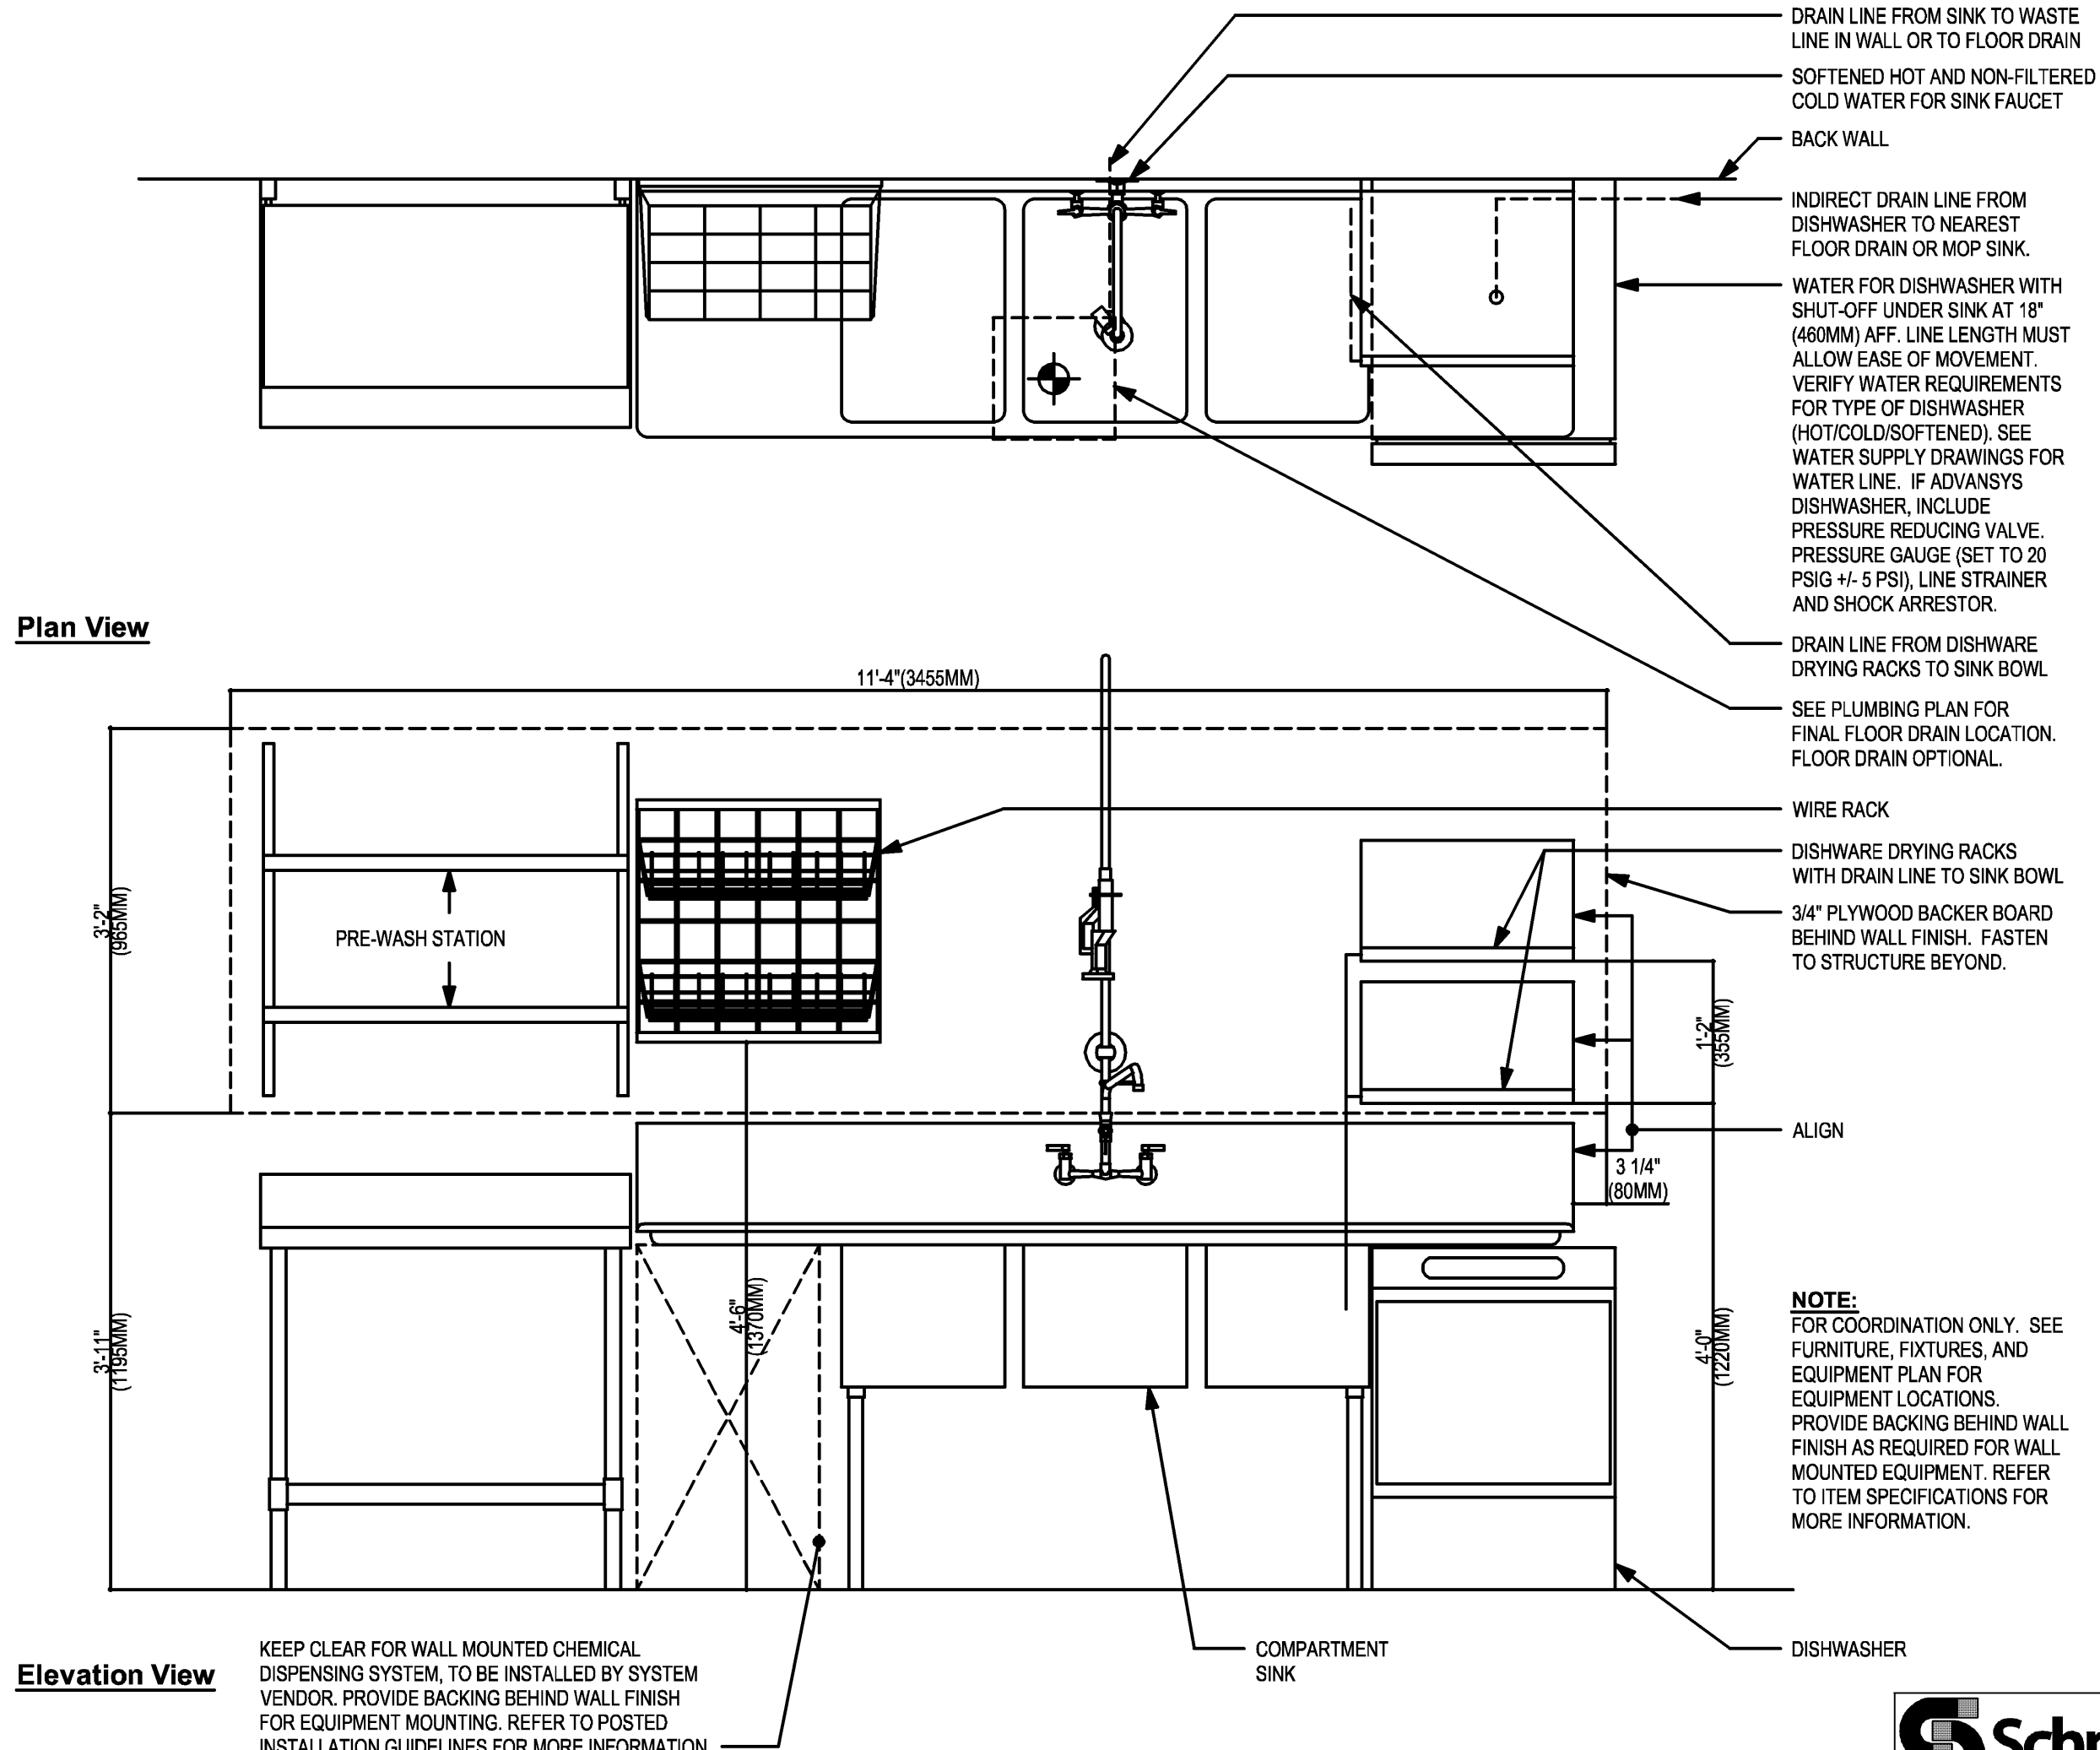 DRAIN LINE FROM SINK TO WASTE
LINE IN WALL OR TO FLOOR DRAIN
SOFTENED HOT AND NON-FILTERED
COLD WATER FOR SINK FAUCET
BACK WALL
INDIRECT DRAIN LINE FROM
DISHWASHER TO NEAREST
FLOOR DRAIN OR MOP SINK.
WATER FOR DISHWASHER WITH
SHUT-OFF UNDER SINK AT 18"
(460MM) AFF. LINE LENGTH MUST
ALLOW EASE OF MOVEMENT.
VERIFY WATER REQUIREMENTS
FOR TYPE OF DISHWASHER
(HOT/COLD/SOFTENED). SEE
WATER SUPPLY DRAWINGS FOR
WATER LINE. IF ADVANSYS
DISHWASHER, INCLUDE
PRESSURE REDUCING VALVE.
PRESSURE GAUGE (SET TO 20
PSIG +/- 5 PSI), LINE STRAINER
AND SHOCK ARRESTOR.
Plan View
DRAIN LINE FROM DISHWARE
DRYING RACKS TO SINK BOWL
11'-4"(3455MM)
SEE PLUMBING PLAN FOR
FINAL FLOOR DRAIN LOCATION.
FLOOR DRAIN OPTIONAL.
WIRE RACK
DISHWARE DRYING RACKS
WITH DRAIN LINE TO SINK BOWL
3/4" PLYWOOD BACKER BOARD
BEHIND WALL FINISH. FASTEN
TO STRUCTURE BEYOND.
3'-2"
(965MM)
PRE-WASH STATION
1'-2"
(355MM)
ALIGN
3 1/4"
(80MM)
3'-11"
(1195MM)
4'-6"
(1370MM)
4'-0"
(1220MM)
NOTE:
FOR COORDINATION ONLY. SEE
FURNITURE, FIXTURES, AND
EQUIPMENT PLAN FOR
EQUIPMENT LOCATIONS.
PROVIDE BACKING BEHIND WALL
FINISH AS REQUIRED FOR WALL
MOUNTED EQUIPMENT. REFER
TO ITEM SPECIFICATIONS FOR
MORE INFORMATION.
Elevation View
KEEP CLEAR FOR WALL MOUNTED CHEMICAL
DISPENSING SYSTEM, TO BE INSTALLED BY SYSTEM
VENDOR. PROVIDE BACKING BEHIND WALL FINISH
FOR EQUIPMENT MOUNTING. REFER TO POSTED
INSTALLATION GUIDELINES FOR MORE INFORMATION
COMPARTMENT
SINK
DISHWASHER